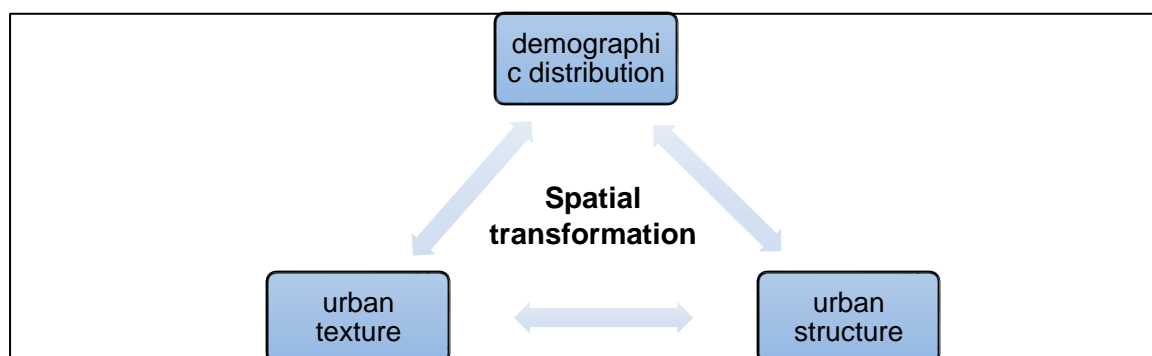 demographi
c distribution
Spatial
transformation
urban
texture
urban
structure